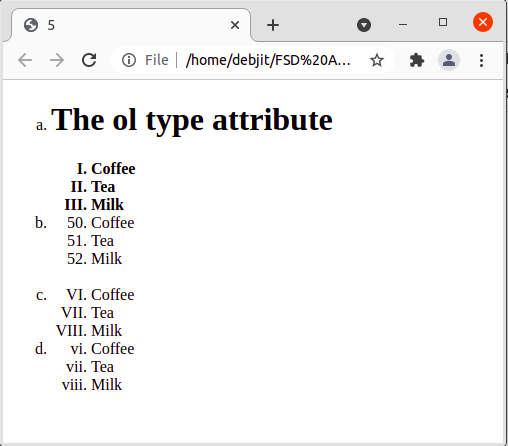 5
File /home/debjit/FSD%20A...
a. The ol type attribute
I. Coffee
II. Tea
III. Milk
b. 50. Coffee
51. Tea
52. Milk
c. VI. Coffee
VII. Tea
VIII. Milk
d. vi. Coffee
vii. Tea
viii. Milk